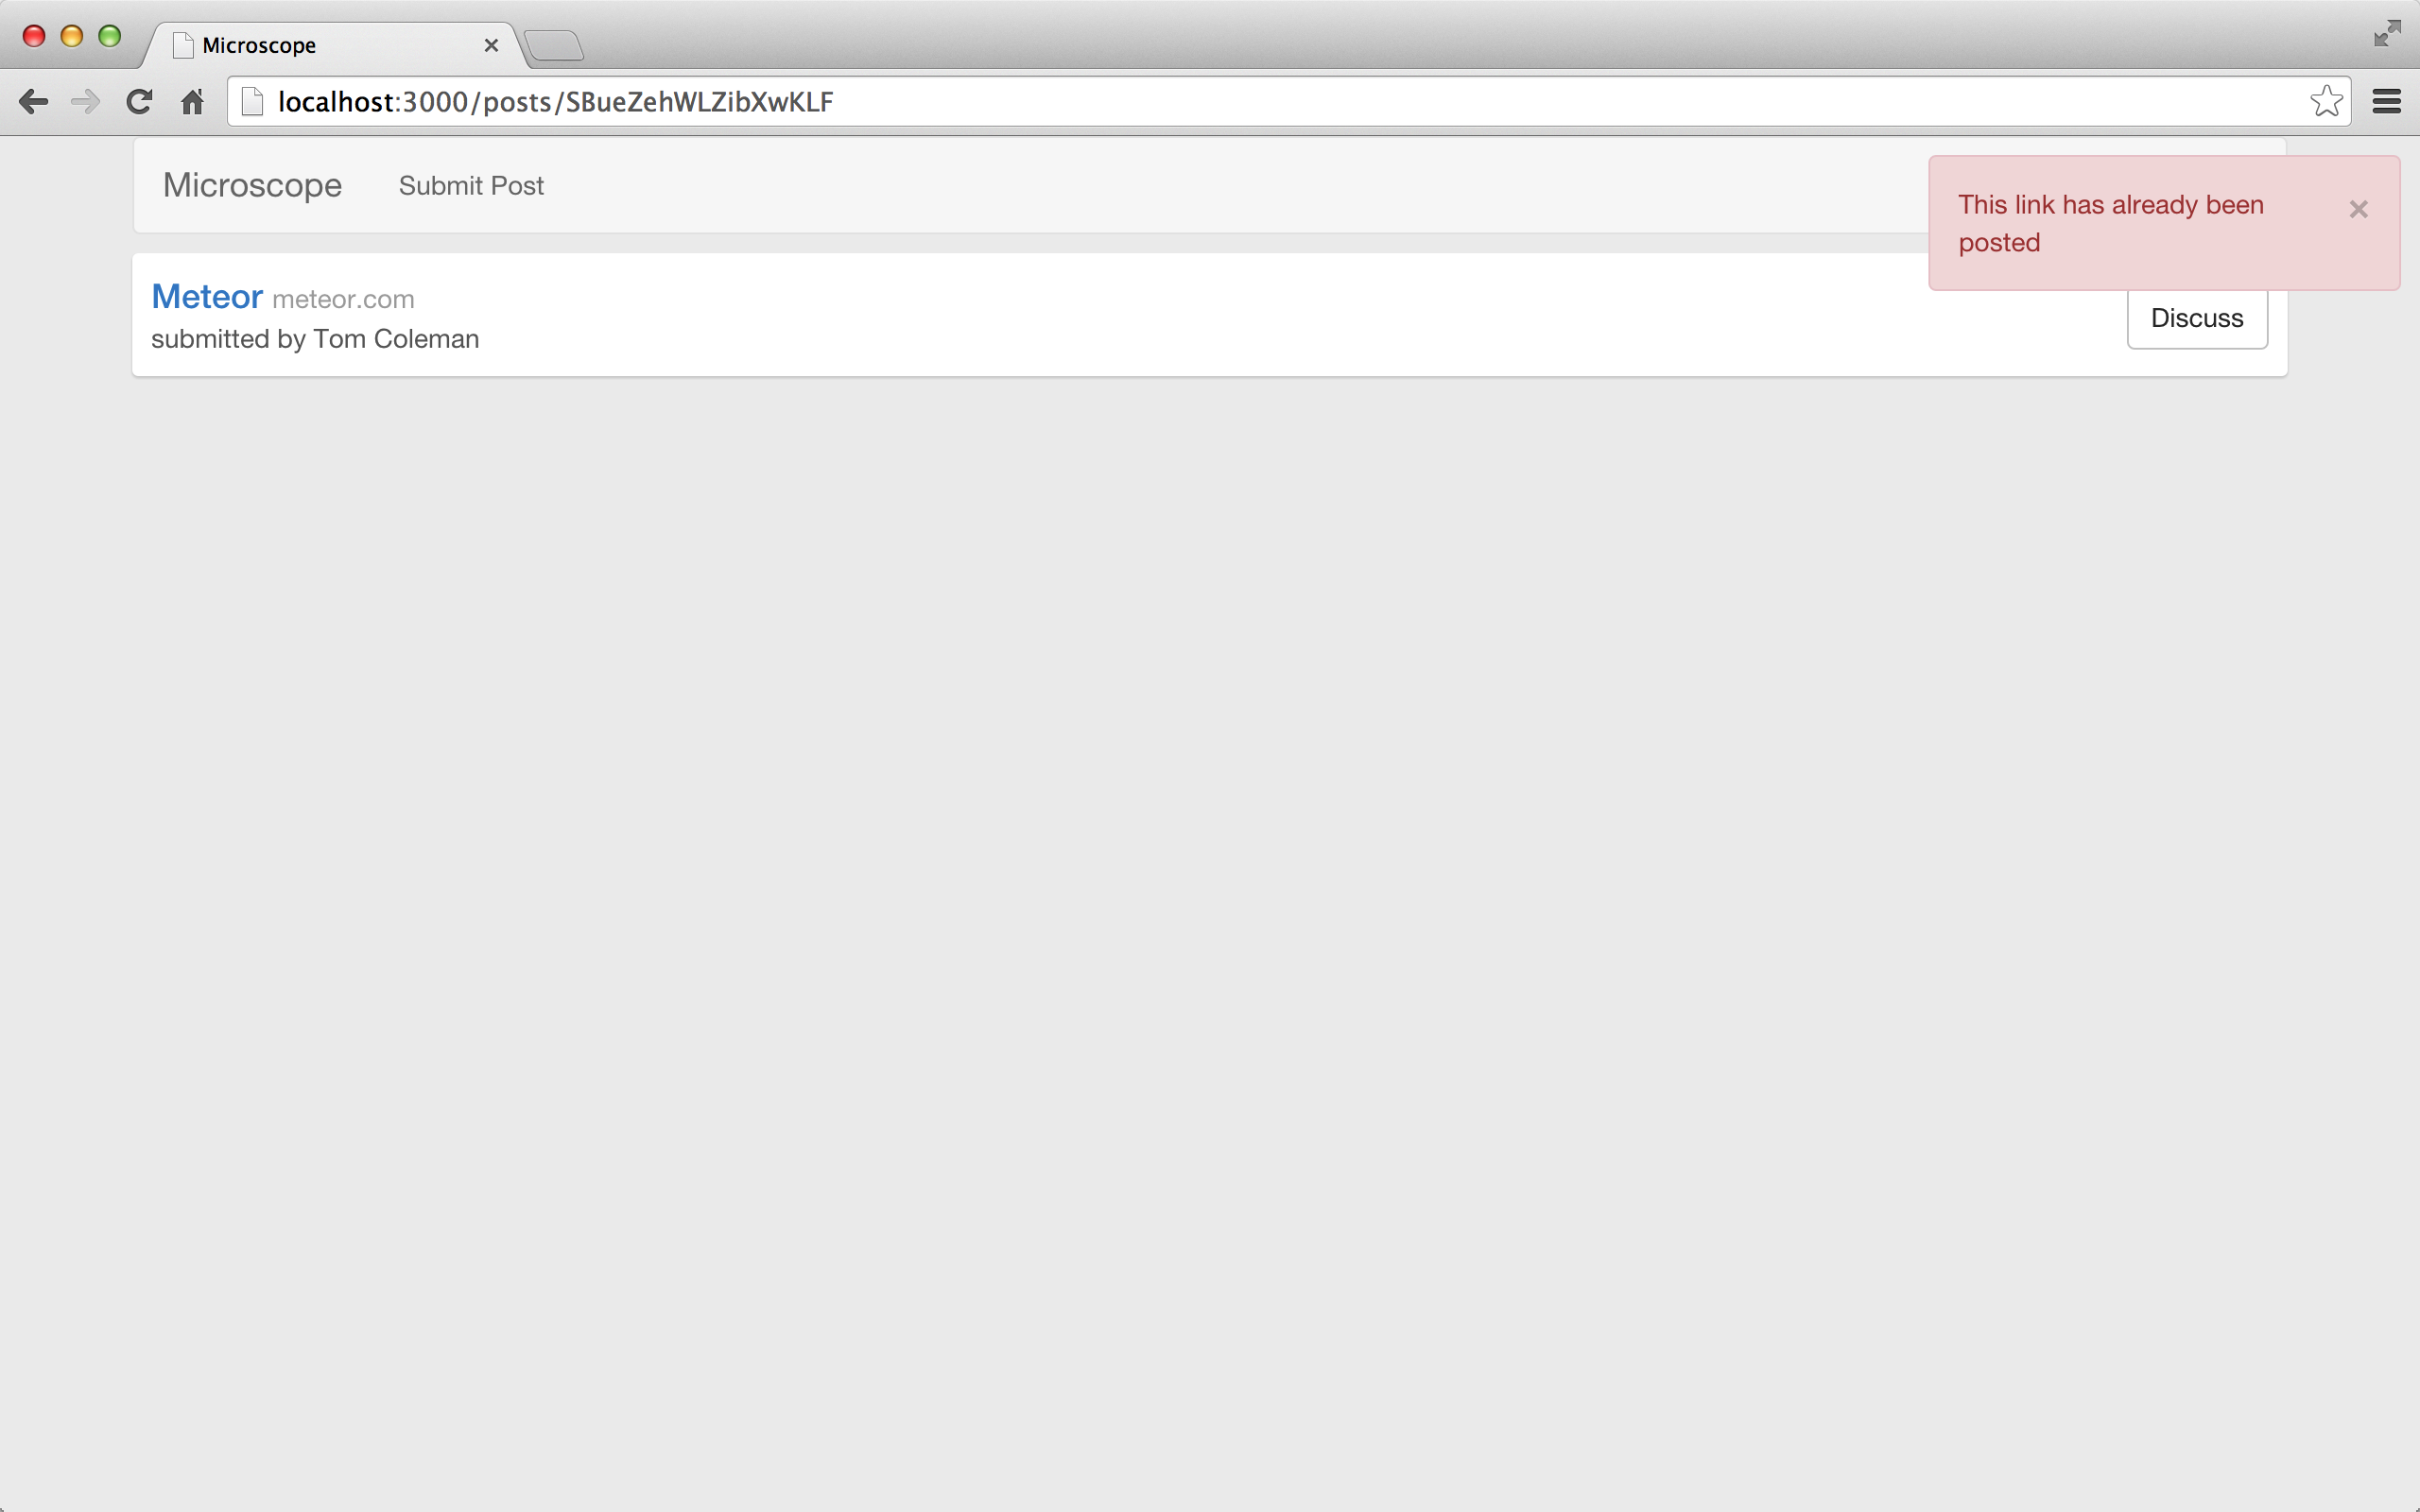 Microscope
localhost:3000/posts/SBueZehWLZibXwKLF
Microscope Submit Post
This link has already been
posted
×
Meteor meteor.com
submitted by Tom Coleman
Discuss